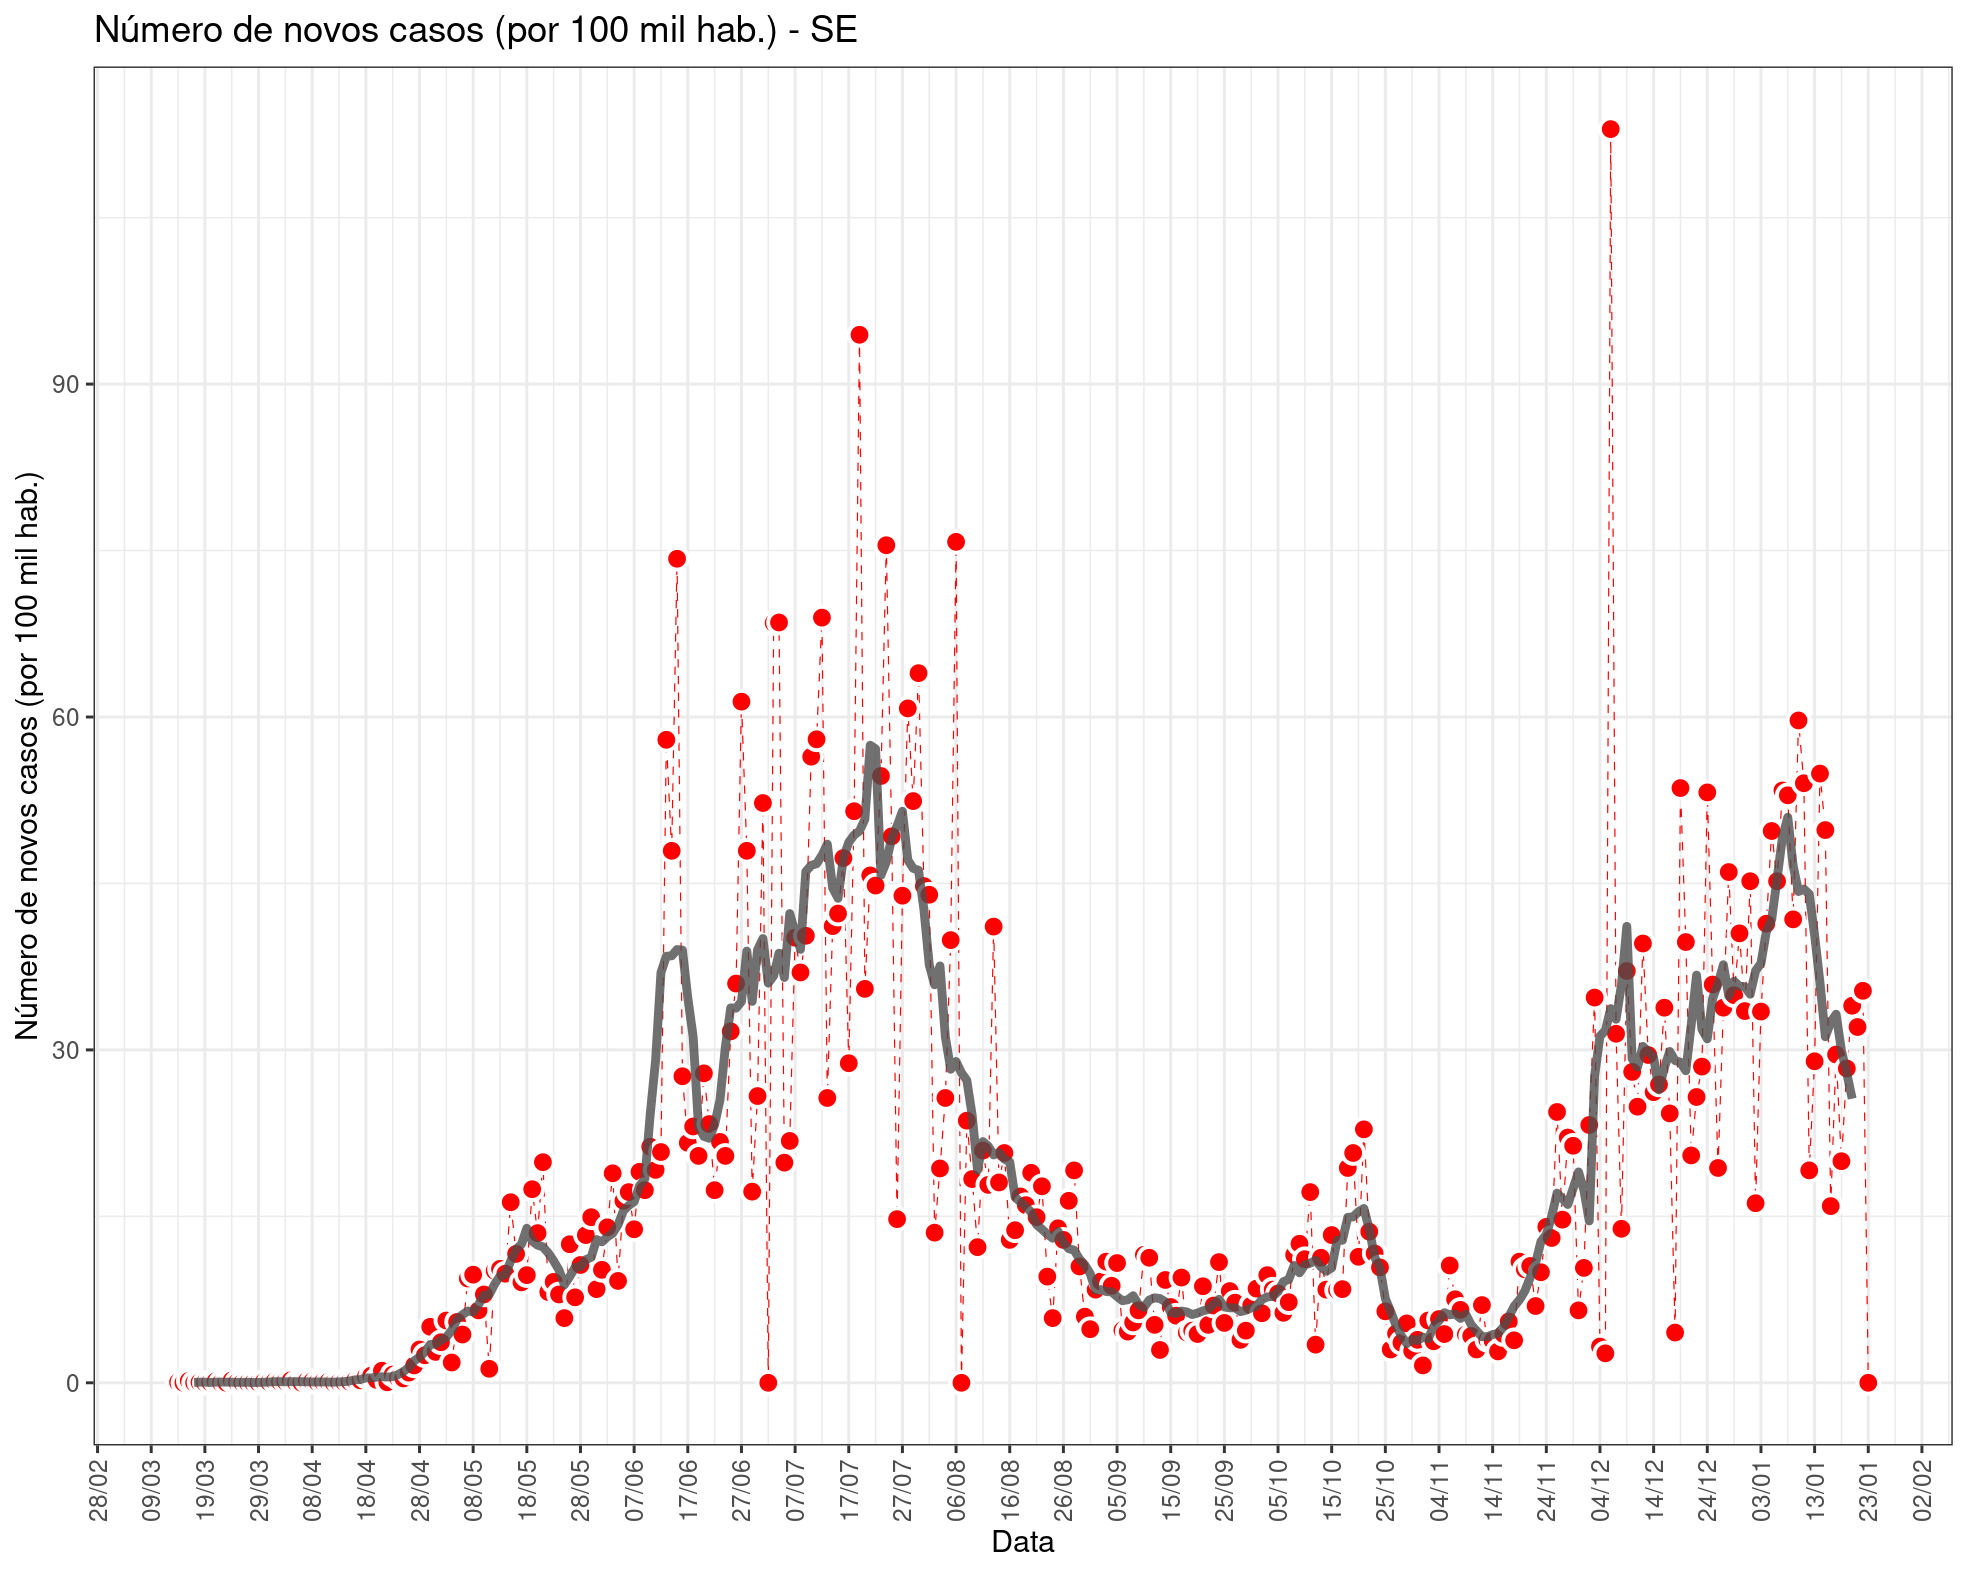 Número de novos casos (por 100 mil hab.) - SE
Número de novos casos (por 100 mil hab.)
90
60
30
0
28/02 09/03 19/03 29/03 08/04 18/04 28/04 08/05 18/05 28/05 07/06 17/06 27/06 07/07 17/07 27/07 06/08 16/08 26/08 05/09 15/09 25/09 05/10 15/10 25/10 04/11 14/11 24/11 04/12 14/12 24/12 03/01 13/01 23/01 02/02
Data